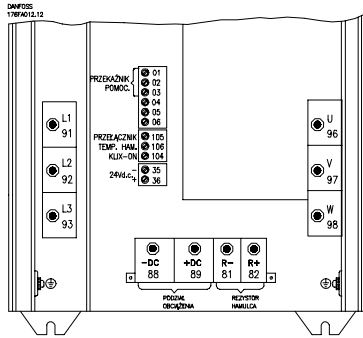 DANFOSS
176FA012.12
PRZEKAŹNIK
POMOC.
01
02
03
04
05
06
PRZEŁĄCZNIK
TEMP. HAM.
KLIX-ON
105
106
104
24Vd.c.
-
+
35
36
L1
91
L2
92
L3
93
U
96
V
97
W
98
-DC
88
+DC
89
R-
81
R+
82
PODZIAŁ
OBCIĄŻENIA
REZYSTOR
HAMULCA